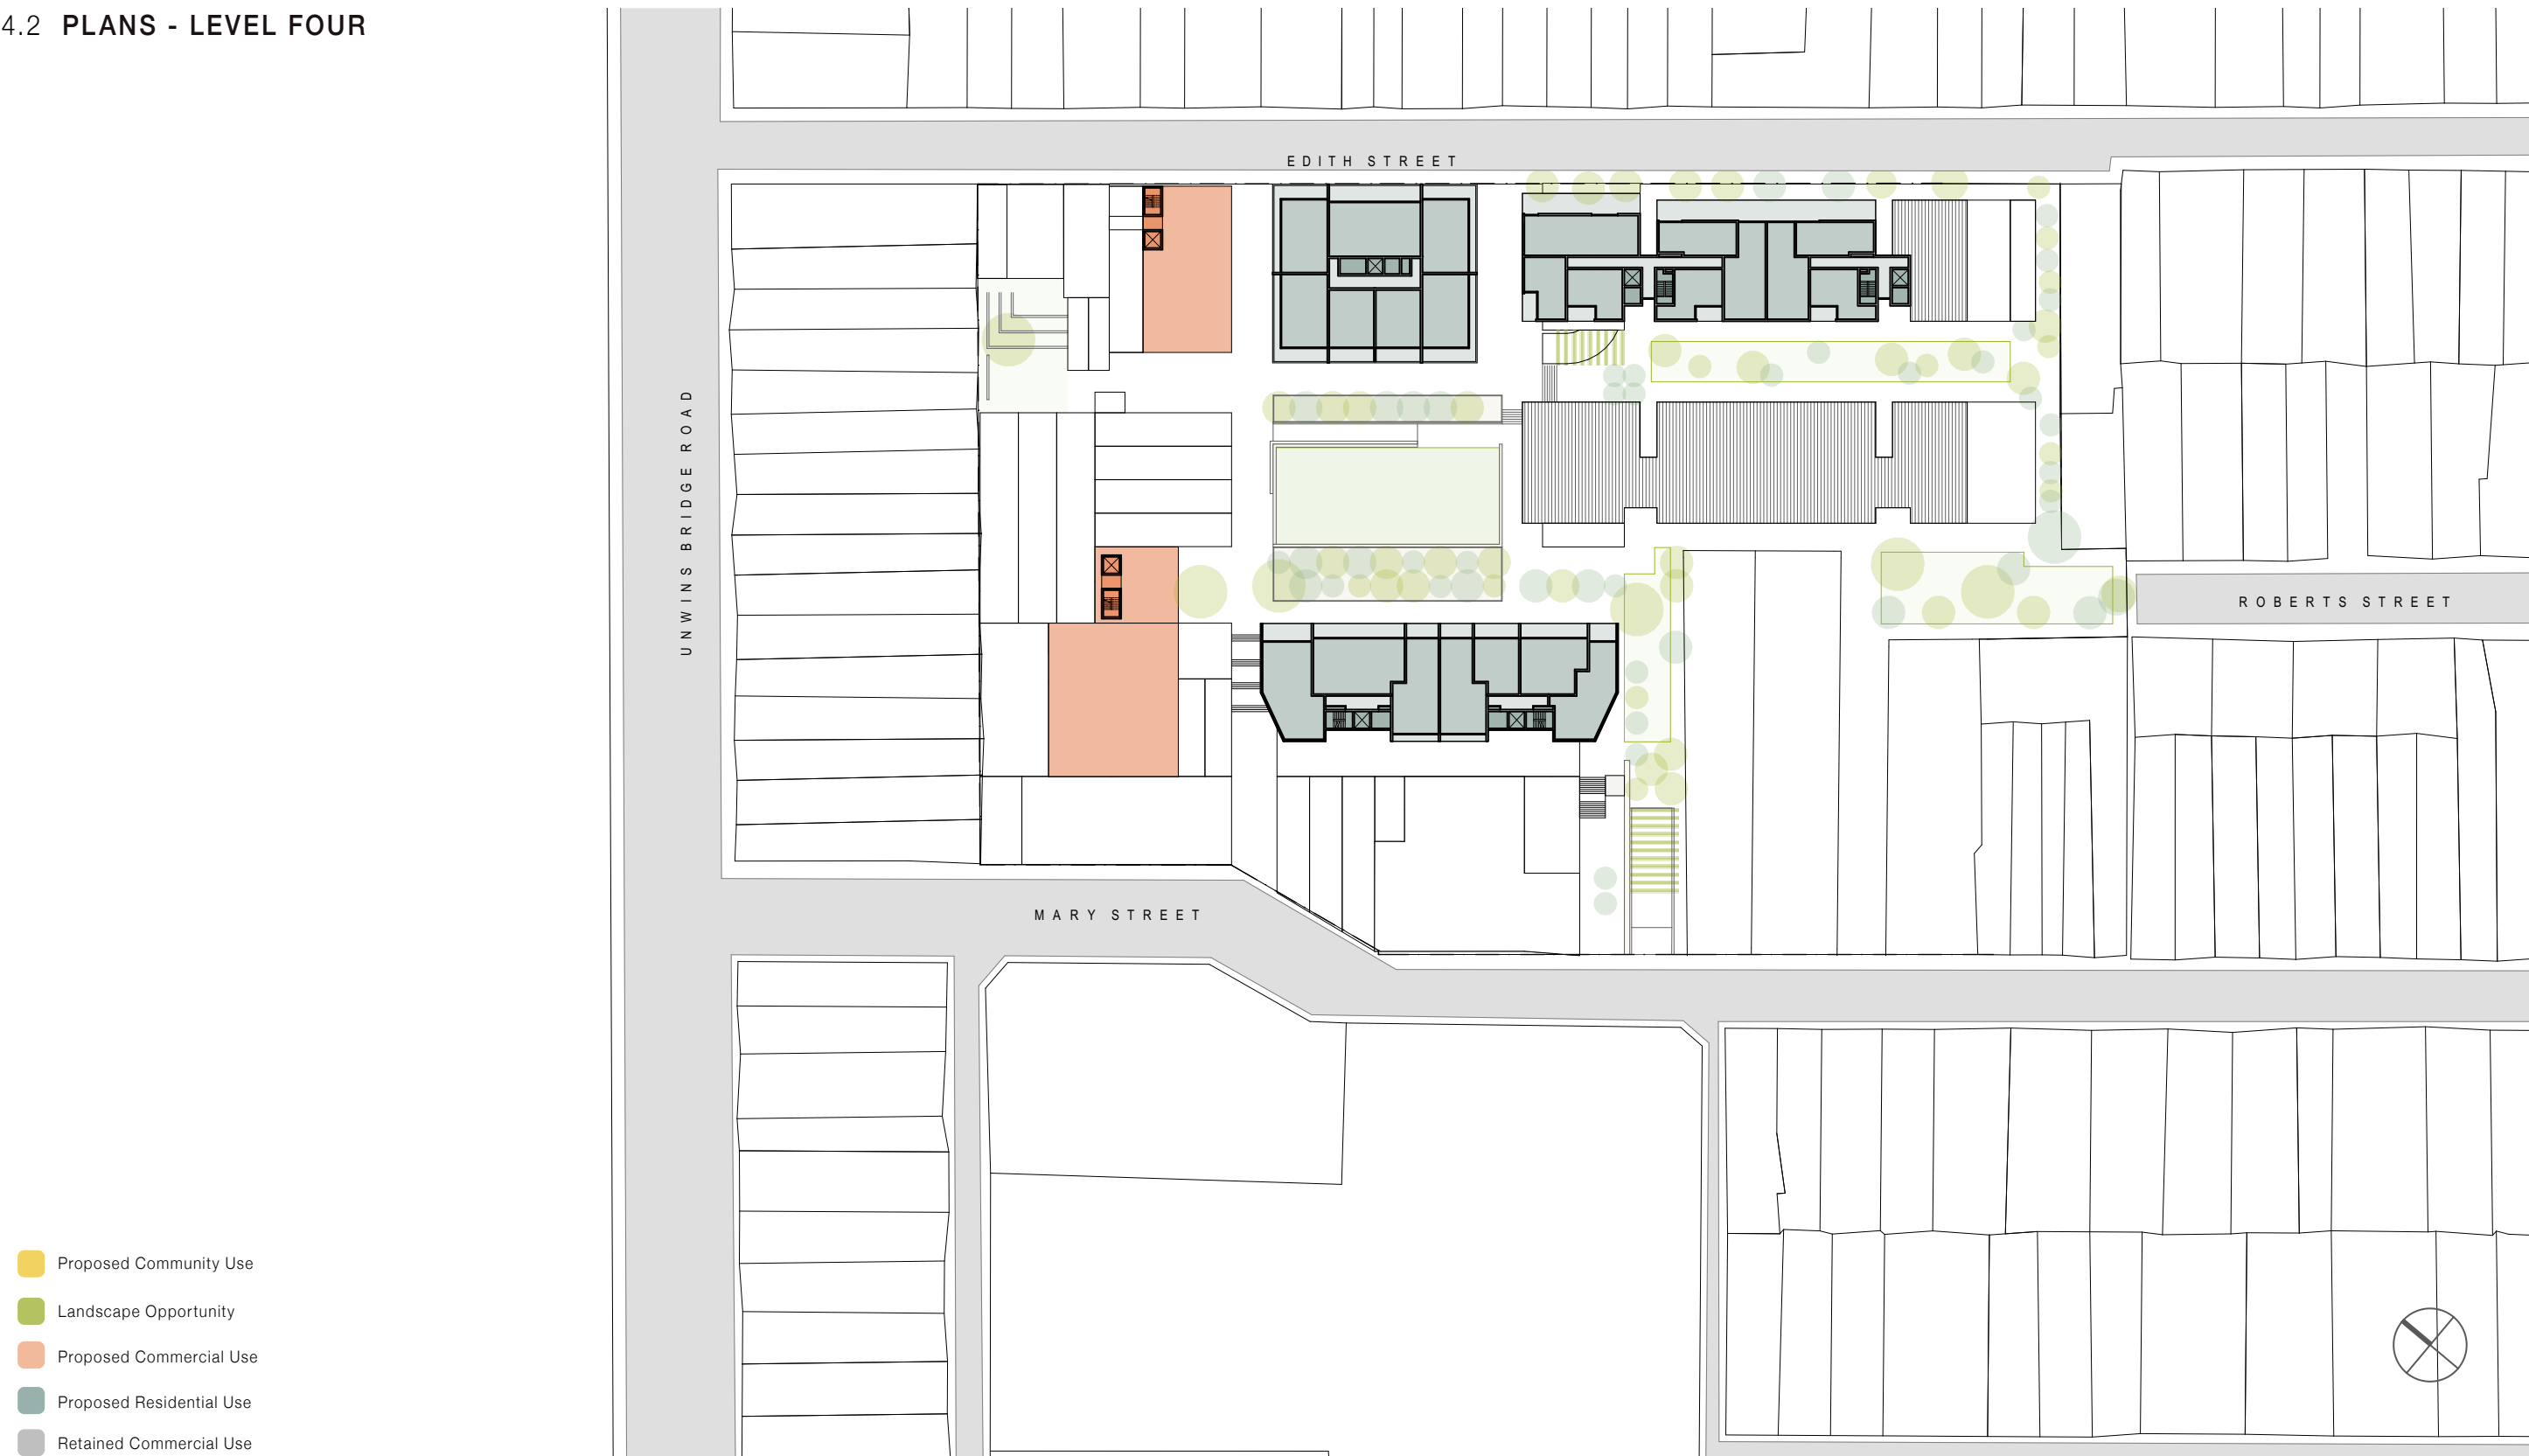 4.2 PLANS - LEVEL FOUR
EDITH STREET
UNWINS BRIDGE ROAD
ROBERTS STREET
MARY STREET
Proposed Community Use
Landscape Opportunity
Proposed Commercial Use
Proposed Residential Use
Retained Commercial Use